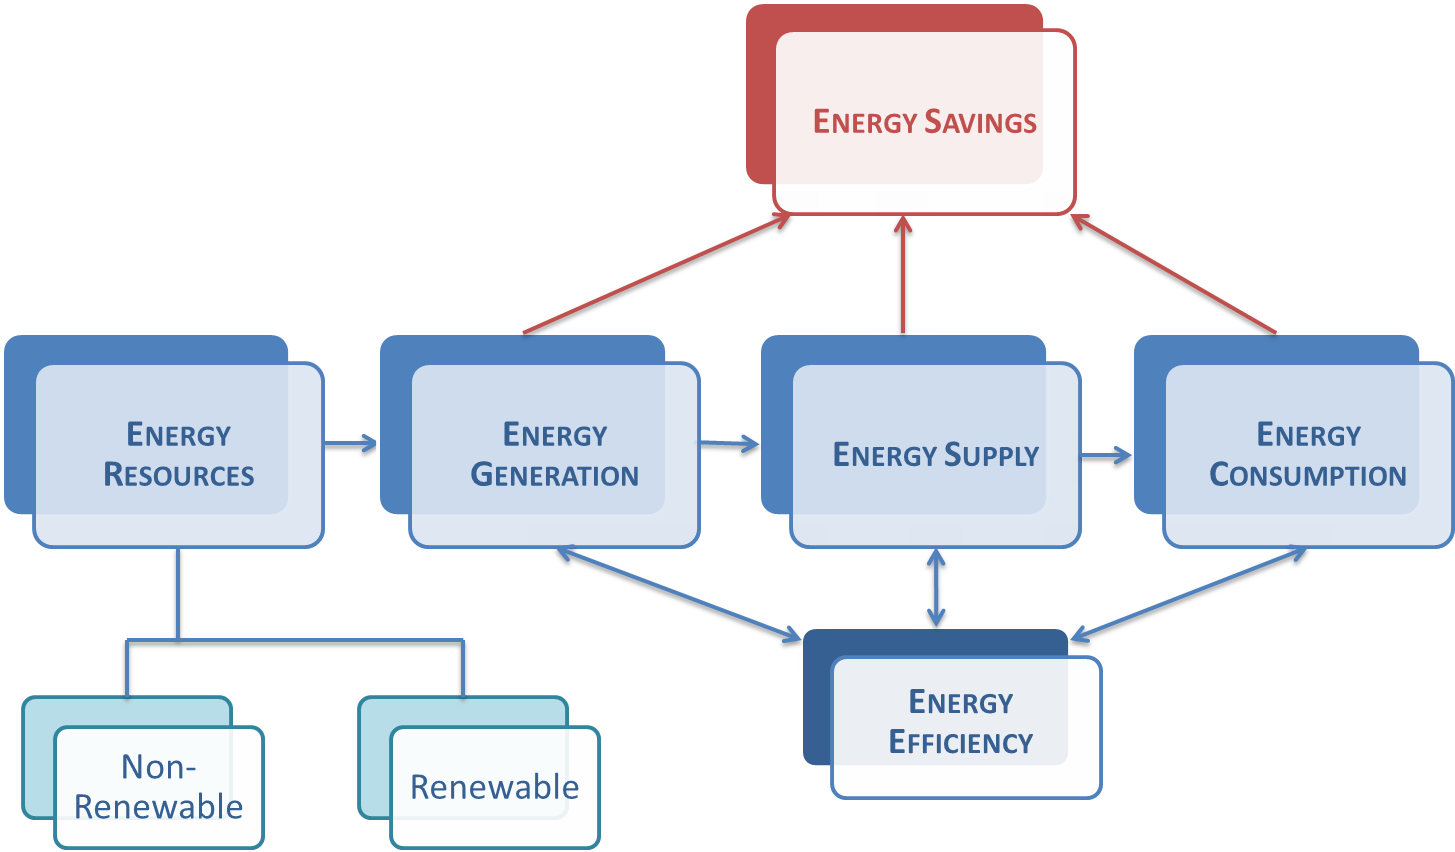 ENERGY SAVINGS
ENERGY
RESOURCES
ENERGY
GENERATION
ENERGY SUPPLY
ENERGY
CONSUMPTION
ENERGY
EFFICIENCY
Non-
Renewable
Renewable